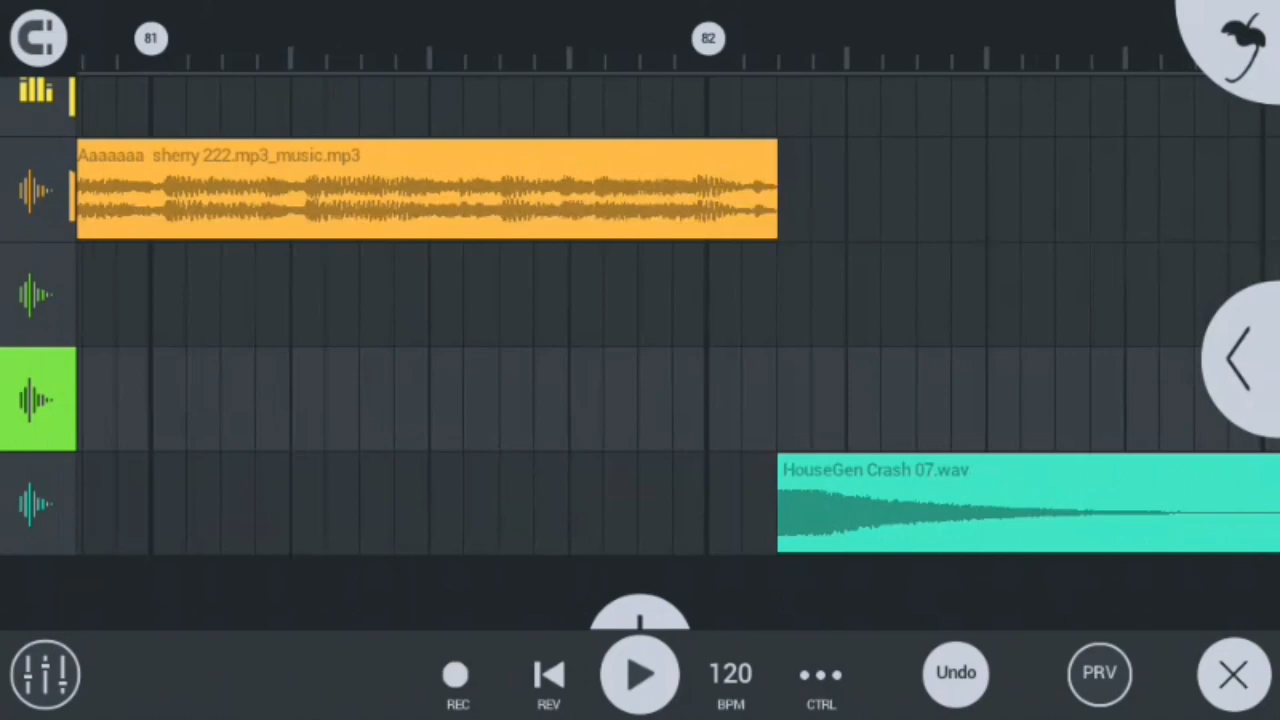 81
82
Aaaaaaa sherry 222.mp3_music.mp3
HouseGen Crash 07.wav
120
Undo
PRV
REC
REV
BPM
CTRL